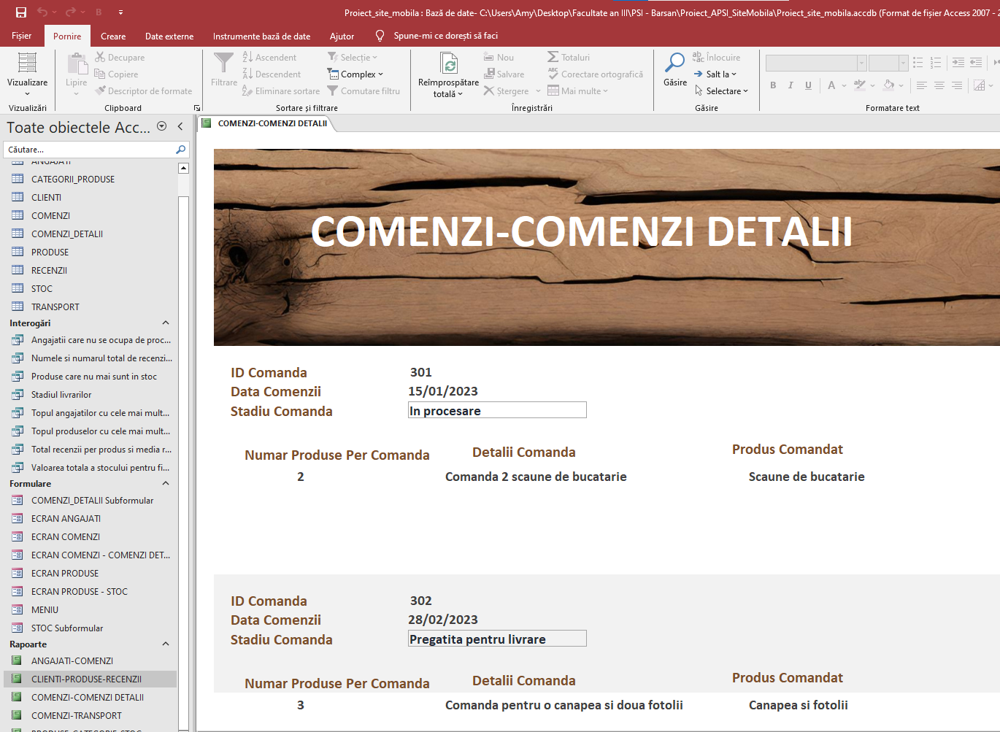 Proiect_site_mobila : Bază de date- C:\Users\Amy\Desktop\Facultate an III\PSI - Barsan\Proiect_APSI_SiteMobila\Proiect_site_mobila.accdb (Format de fișier Access 2007 - 2
Fișier Pornire Creare Date externe Instrumente bază de date Ajutor Spune-mi ce dorești să faci
Vizualizare
Vizualizări
Lipire
Decupare
Copiere
Descriptor de formate
Clipboard
Filtrare
Ascendent
Descendent
Eliminare sortare
Selecție
Complex
Comutare filtru
Sortare și filtrare
Reîmprospătare
totală
Nou
Salvare
Ștergere
Totaluri
Corectare ortografică
Mai multe
Înregistrări
Găsire
Înlocuire
Salt la
Selectare
Găsire
B I U A
Formatare text
Toate obiectele Acc...
Căutare...
ANGAJATI
CATEGORII_PRODUSE
CLIENTI
COMENZI
COMENZI_DETALII
PRODUSE
RECENZII
STOC
TRANSPORT
Interogări
Angajatii care nu se ocupa de proc...
Numele si numarul total de recenzi...
Produse care nu mai sunt in stoc
Stadiul livrarilor
Topul angajatilor cu cele mai mult...
Topul produselor cu cele mai mult...
Total recenzii per produs si media r...
Valoarea totala a stocului pentru fi...
Formulare
COMENZI_DETALII Subformular
ECRAN ANGAJATI
ECRAN COMENZI
ECRAN COMENZI - COMENZI DET...
ECRAN PRODUSE
ECRAN PRODUSE - STOC
MENIU
STOC Subformular
Rapoarte
ANGAJATI-COMENZI
CLIENTI-PRODUSE-RECENZII
COMENZI-COMENZI DETALII
COMENZI-TRANSPORT
PRODUSE-CATEGORIE-STOC
COMENZI-COMENZI DETALII
COMENZI-COMENZI DETALII
ID Comanda 301
Data Comenzii 15/01/2023
Stadiu Comanda In procesare
Numar Produse Per Comanda Detalii Comanda Produs Comandat
2 Comanda 2 scaune de bucatarie Scaune de bucatarie
ID Comanda 302
Data Comenzii 28/02/2023
Stadiu Comanda Pregatita pentru livrare
Numar Produse Per Comanda Detalii Comanda Produs Comandat
3 Comanda pentru o canapea si doua fotolii Canapea si fotolii